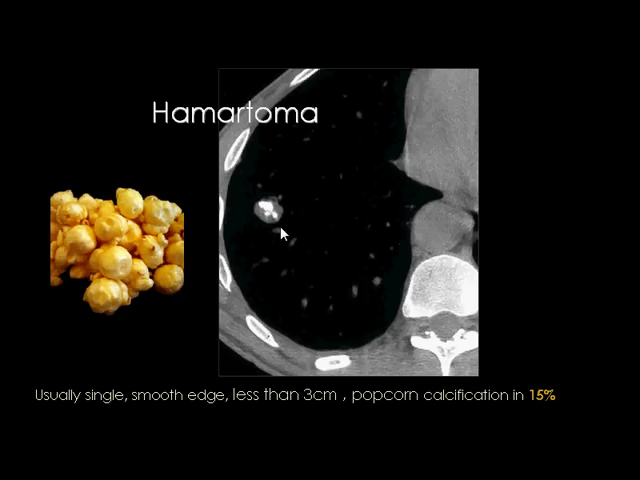 Hamartoma
Usually single, smooth edge, less than 3cm , popcorn calcification in 15%